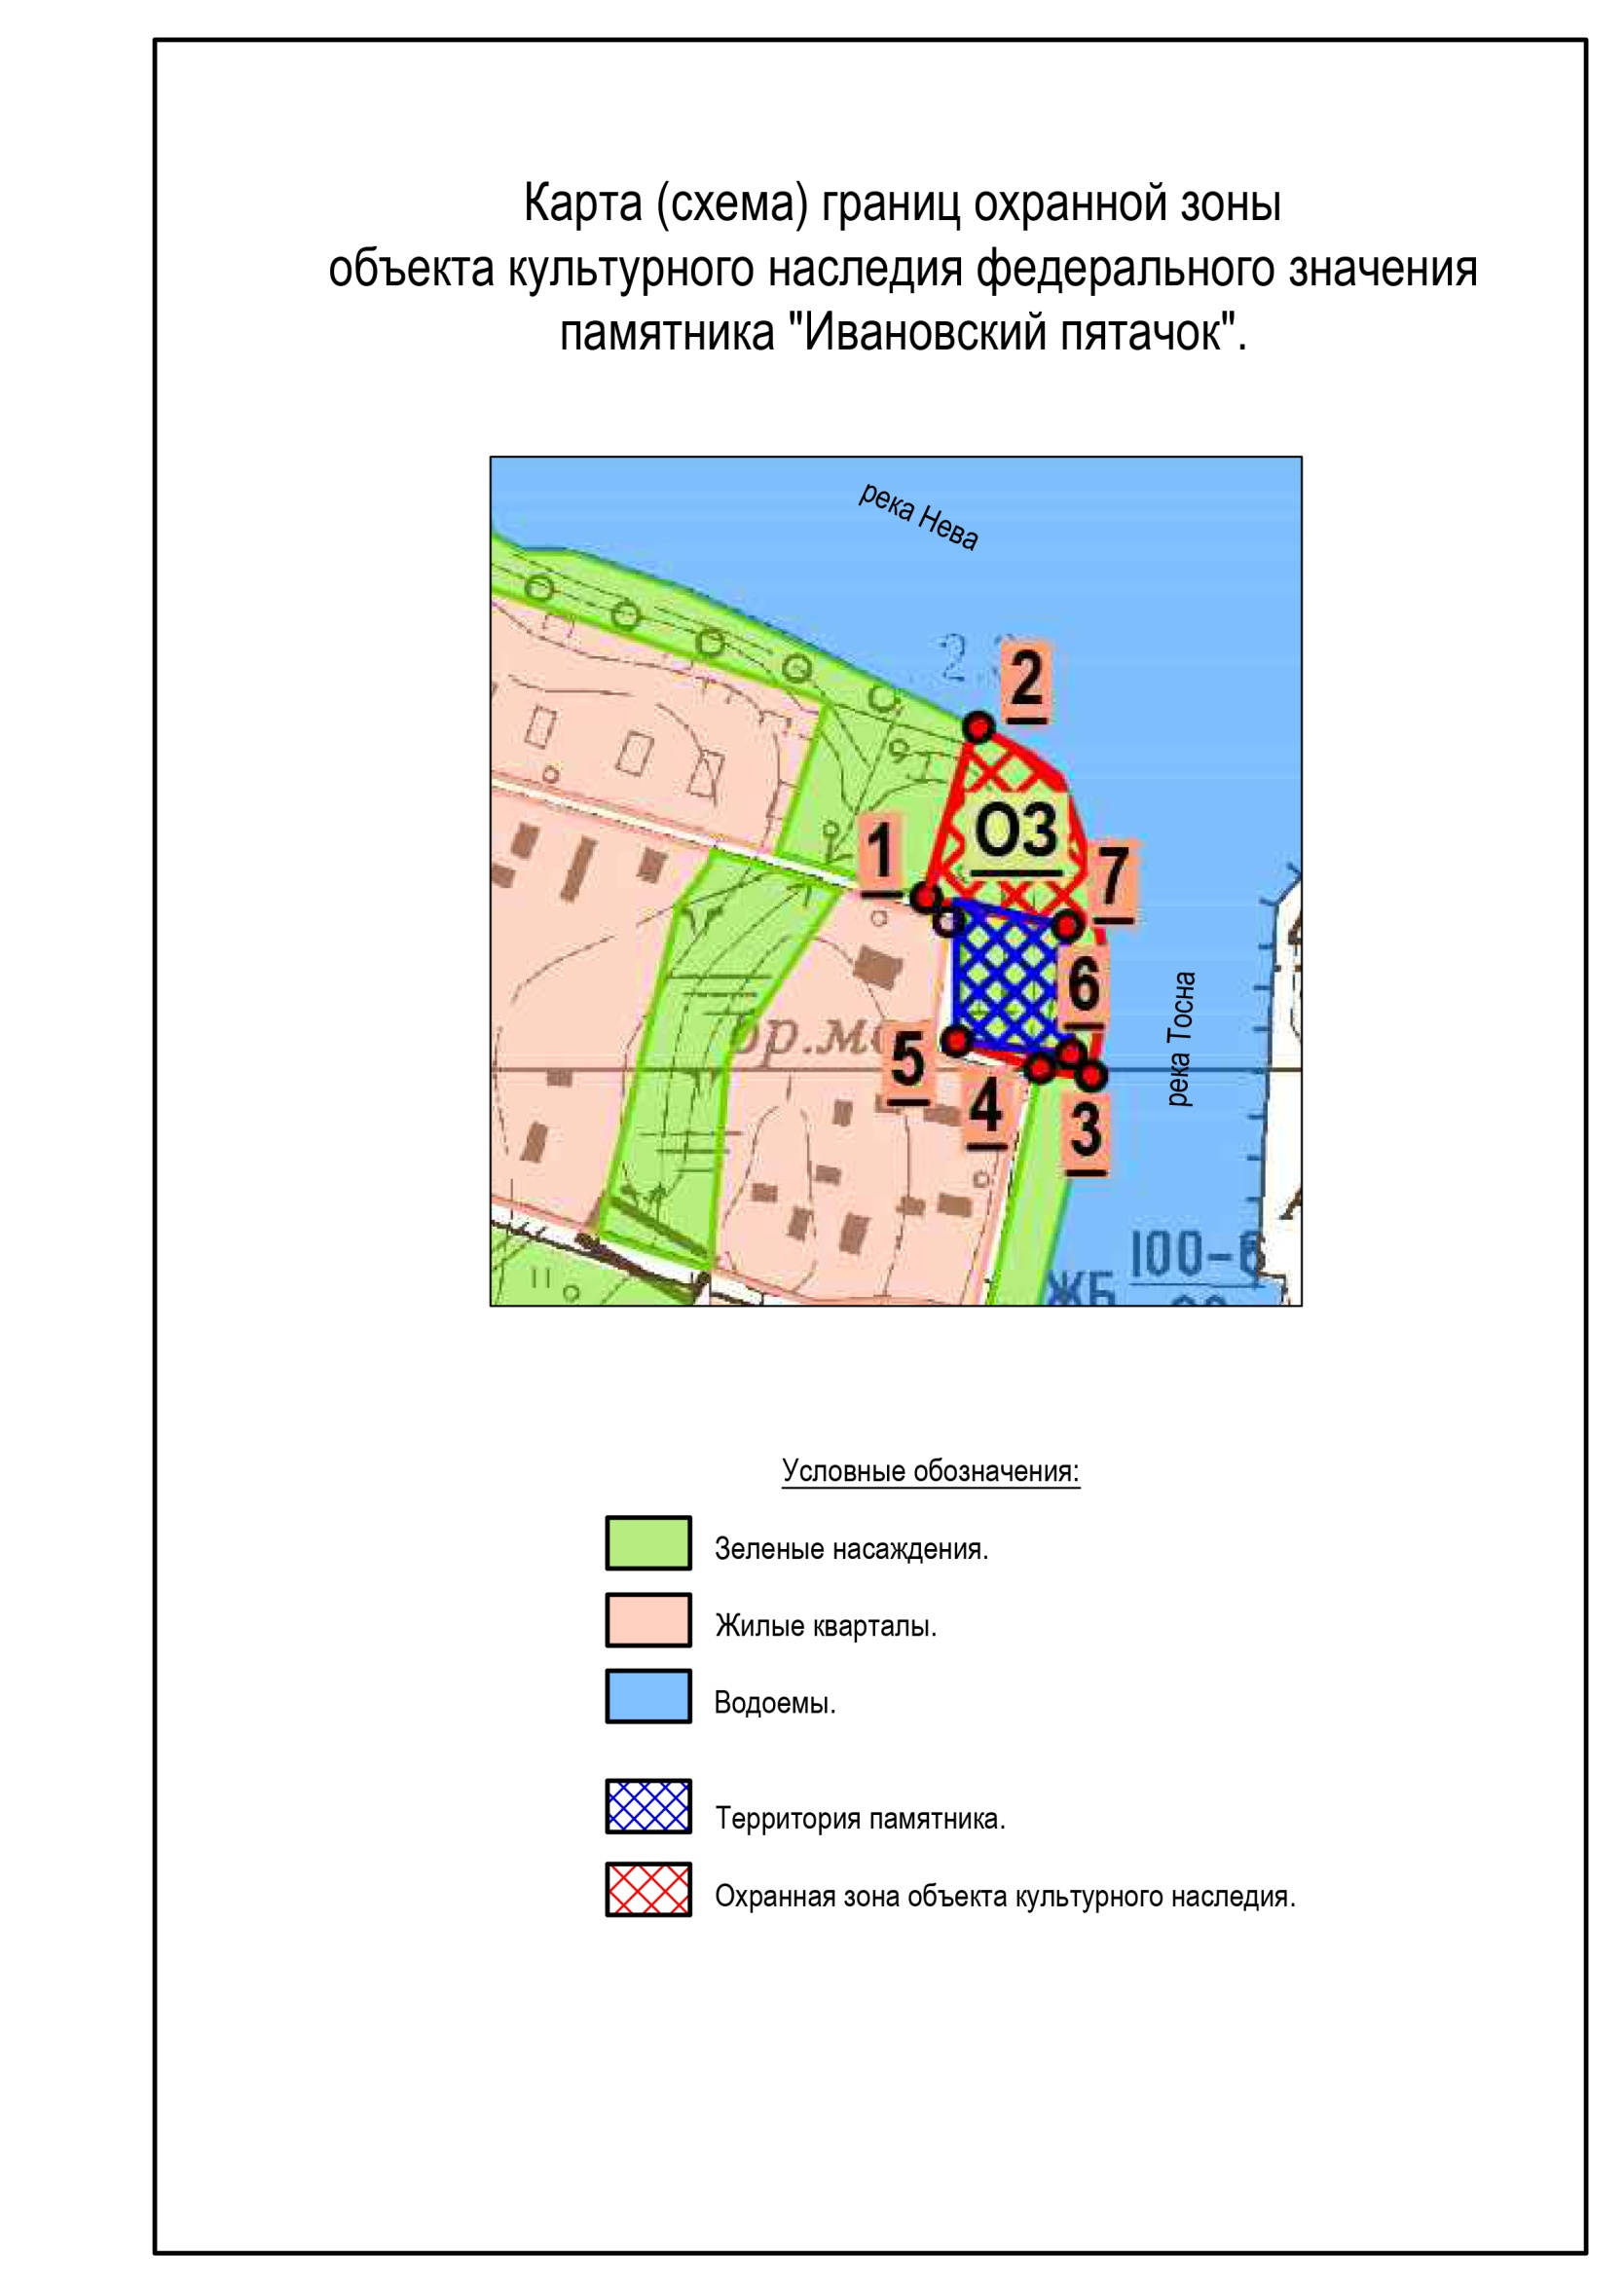 Карта (схема) границ охранной зоны
объекта культурного наследия федерального значения
памятника "Ивановский пятачок".
река Нева
2
2
ОЗ
1
7
6
река Тосна
5
4
3
ЖБ
Условные обозначения:
Зеленые насаждения.
Жилые кварталы.
Водоемы.
Территория памятника.
Охранная зона объекта культурного наследия.